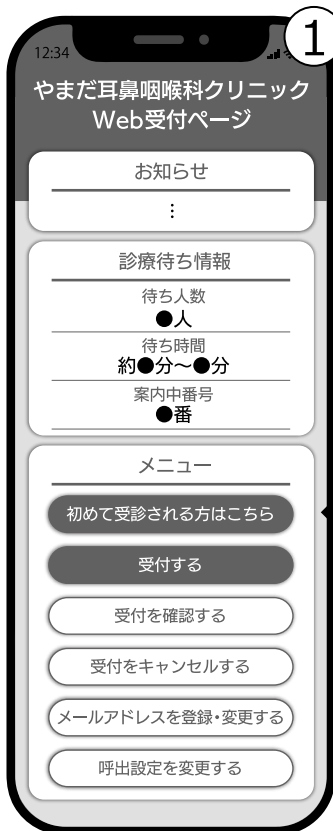 ①
12:34
やまだ耳鼻咽喉科クリニック
Web受付ページ
お知らせ
⋮
診療待ち情報
待ち人数
●人
待ち時間
約●分~●分
案内中番号
●番
メニュー
初めて受診される方はこちら
受付する
受付を確認する
受付をキャンセルする
メールアドレスを登録・変更する
呼出設定を変更する